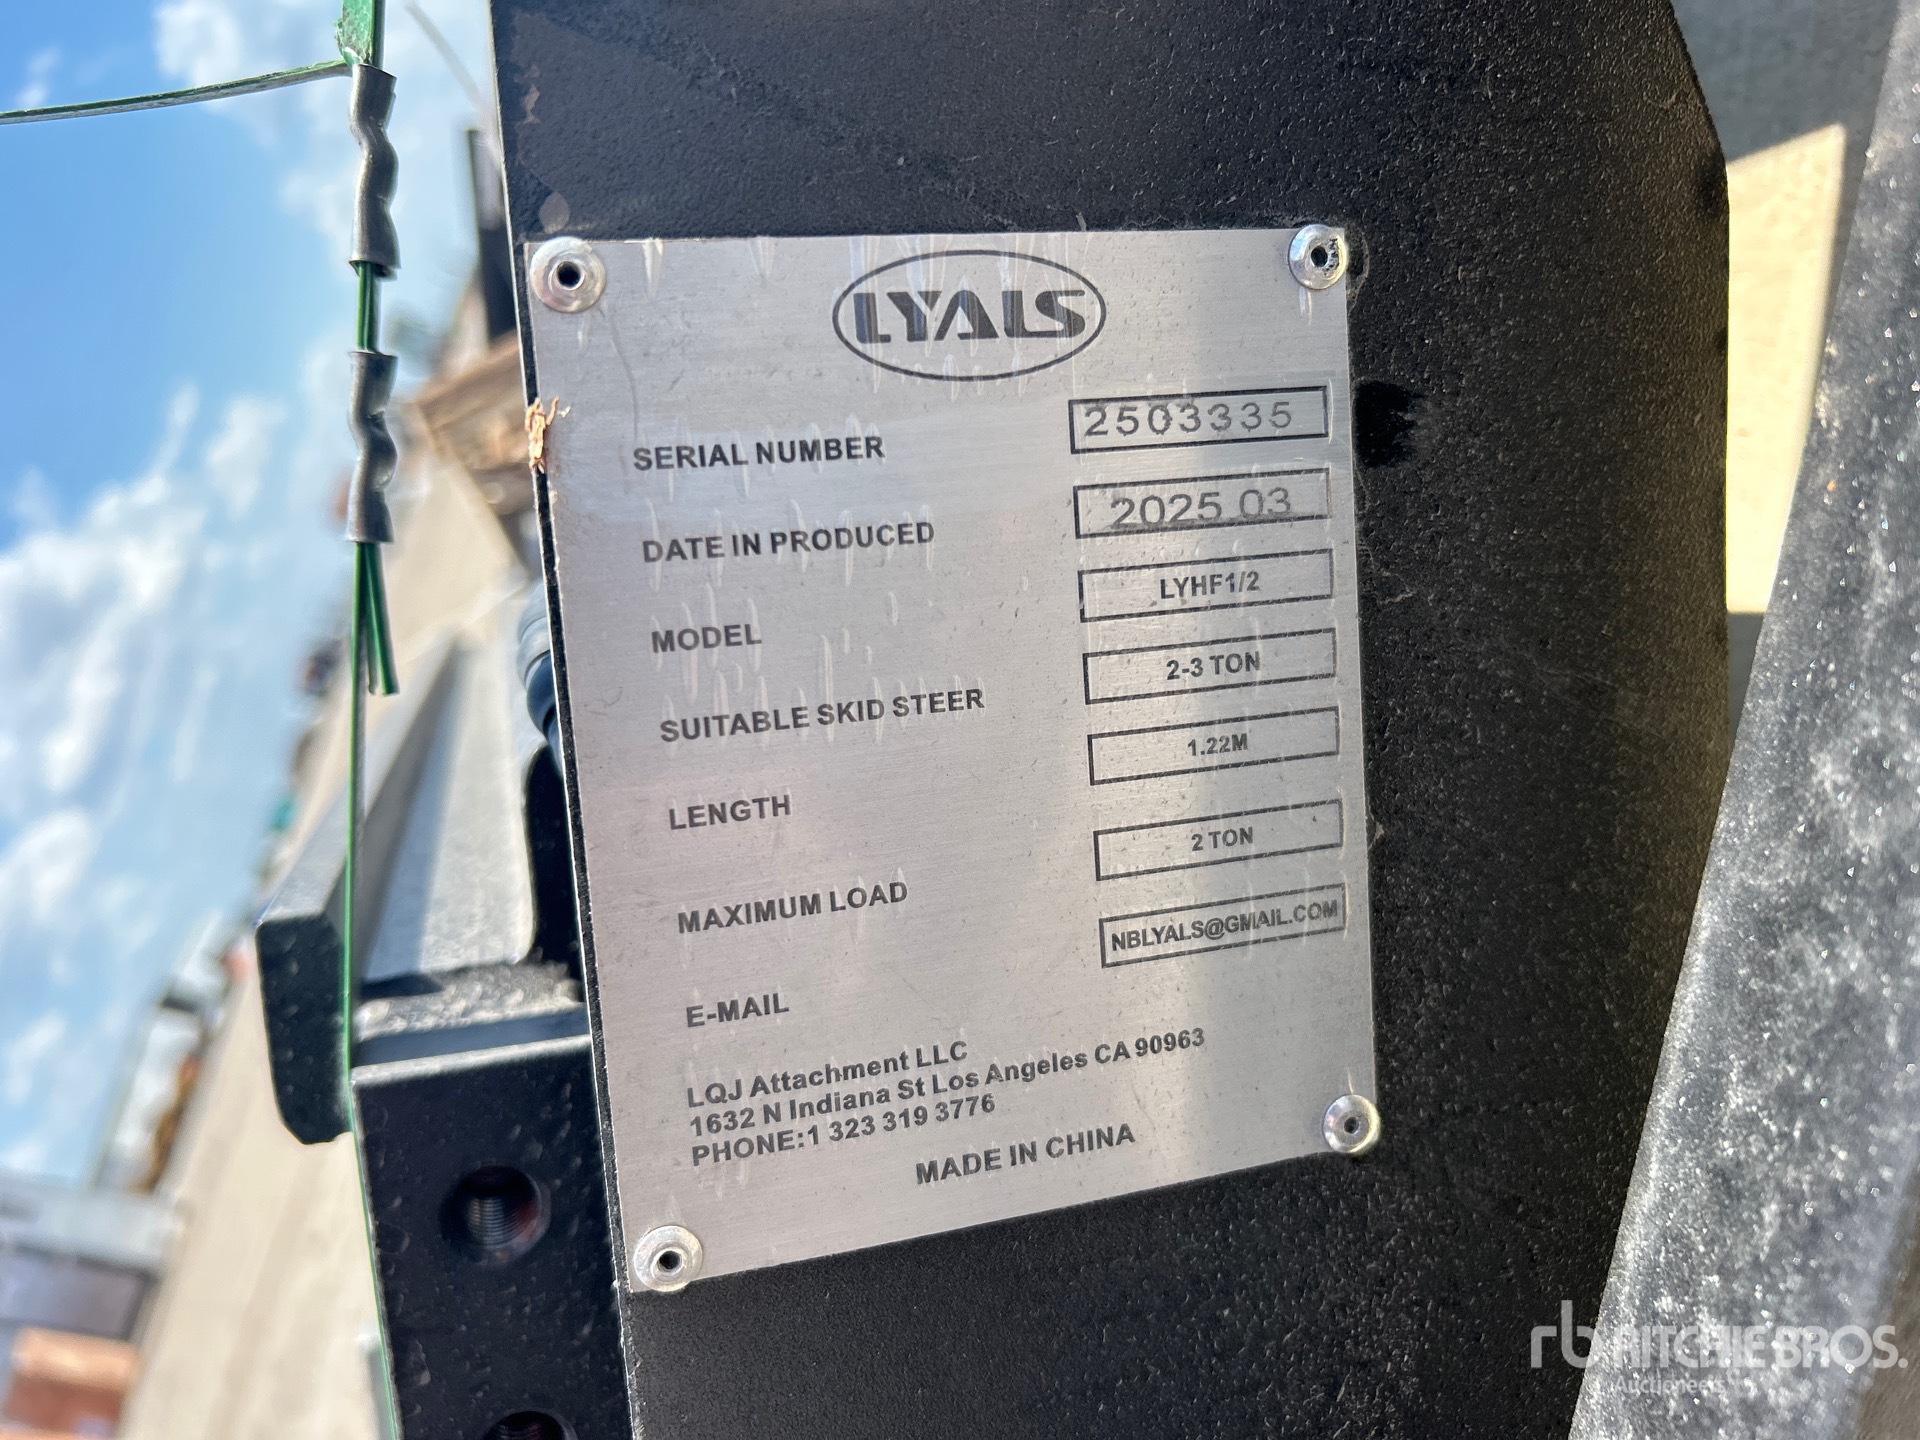 LYALS
SERIAL NUMBER 2503335
DATE IN PRODUCED 2025 03
MODEL LYHF1/2
SUITABLE SKID STEER 2-3 TON
LENGTH 1.22M
MAXIMUM LOAD 2 TON
E-MAIL NBLYALS@GMAIL.COM
LQJ Attachment LLC
1632 N Indiana St Los Angeles CA 90963
PHONE:1 323 319 3776
MADE IN CHINA
rb RITCHIE BROS.
Auctioneers